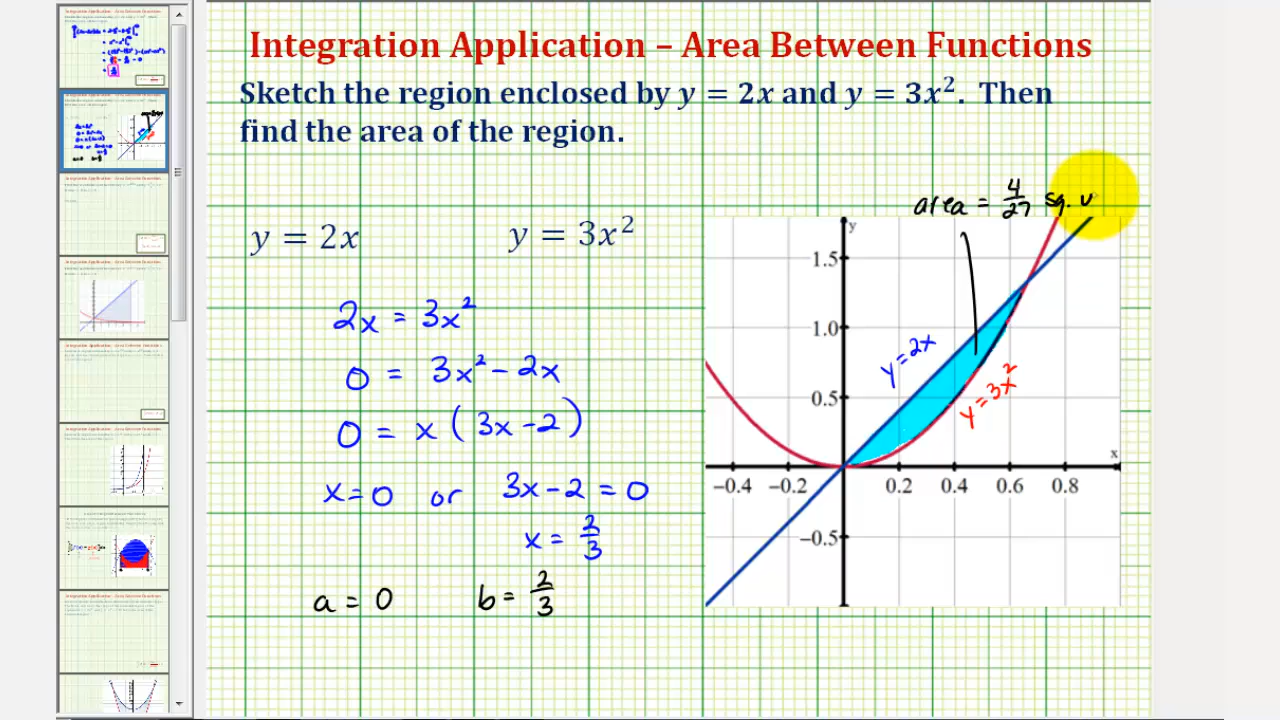 Integration Application – Area Between Functions
Sketch the region enclosed by y = 2x and y = 3x². Then
find the area of the region.
y = 2x
y = 3x²
2x = 3x²
0 = 3x² - 2x
0 = x (3x - 2)
x = 0 or 3x - 2 = 0
x = 2/3
a = 0 b = 2/3
area = 4/27 sq. u
y
1.5
1.0
0.5
−0.5
x
−0.4 −0.2 0.2 0.4 0.6 0.8
y = 2x
y = 3x²